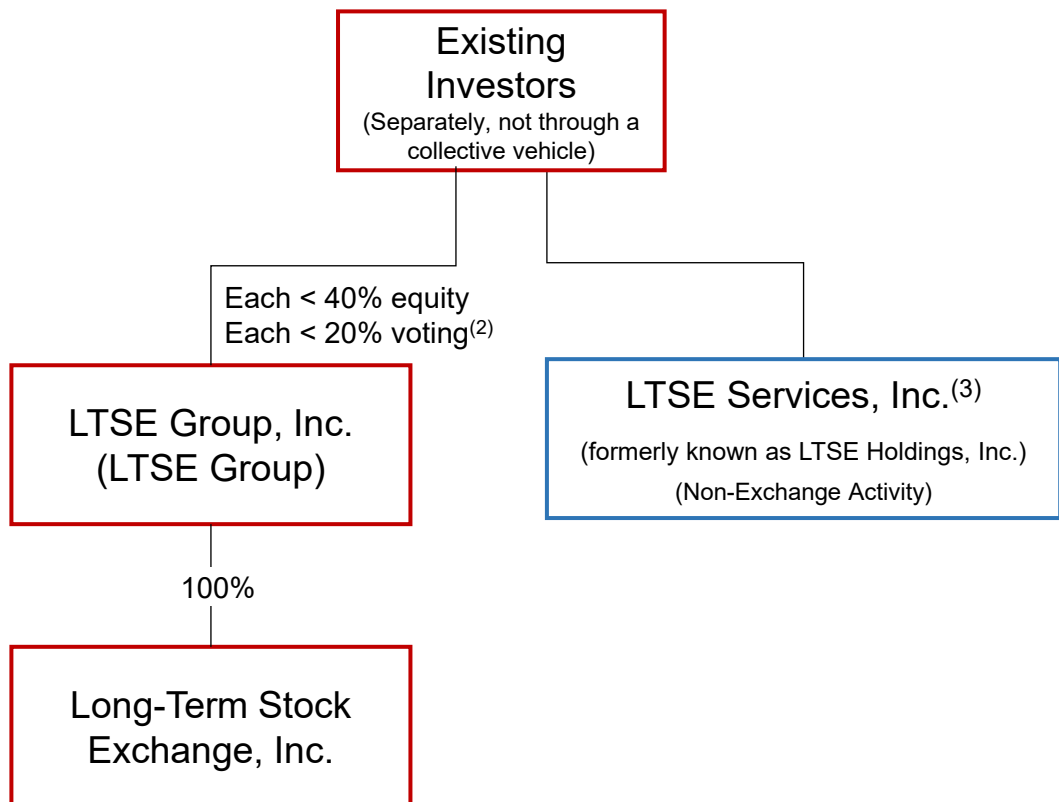 Existing
Investors
(Separately, not through a
collective vehicle)
Each < 40% equity
Each < 20% voting(2)
LTSE Group, Inc.
(LTSE Group)
LTSE Services, Inc.(3)
(formerly known as LTSE Holdings, Inc.)
(Non-Exchange Activity)
100%
Long-Term Stock
Exchange, Inc.